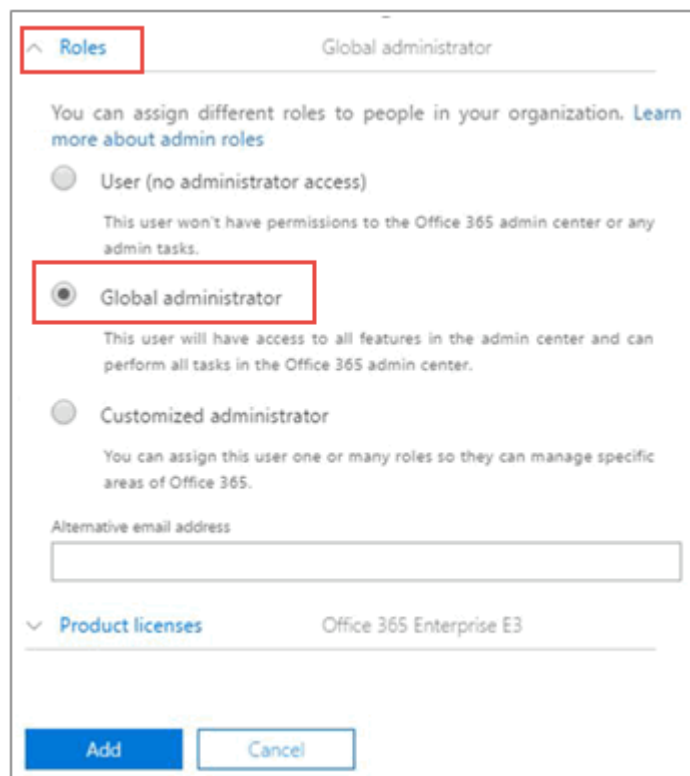 Roles
Global administrator
You can assign different roles to people in your organization. Learn
more about admin roles
User (no administrator access)
This user won't have permissions to the Office 365 admin center or any
admin tasks.
Global administrator
This user will have access to all features in the admin center and can
perform all tasks in the Office 365 admin center.
Customized administrator
You can assign this user one or many roles so they can manage specific
areas of Office 365.
Alternative email address
Product licenses
Office 365 Enterprise E3
Add
Cancel